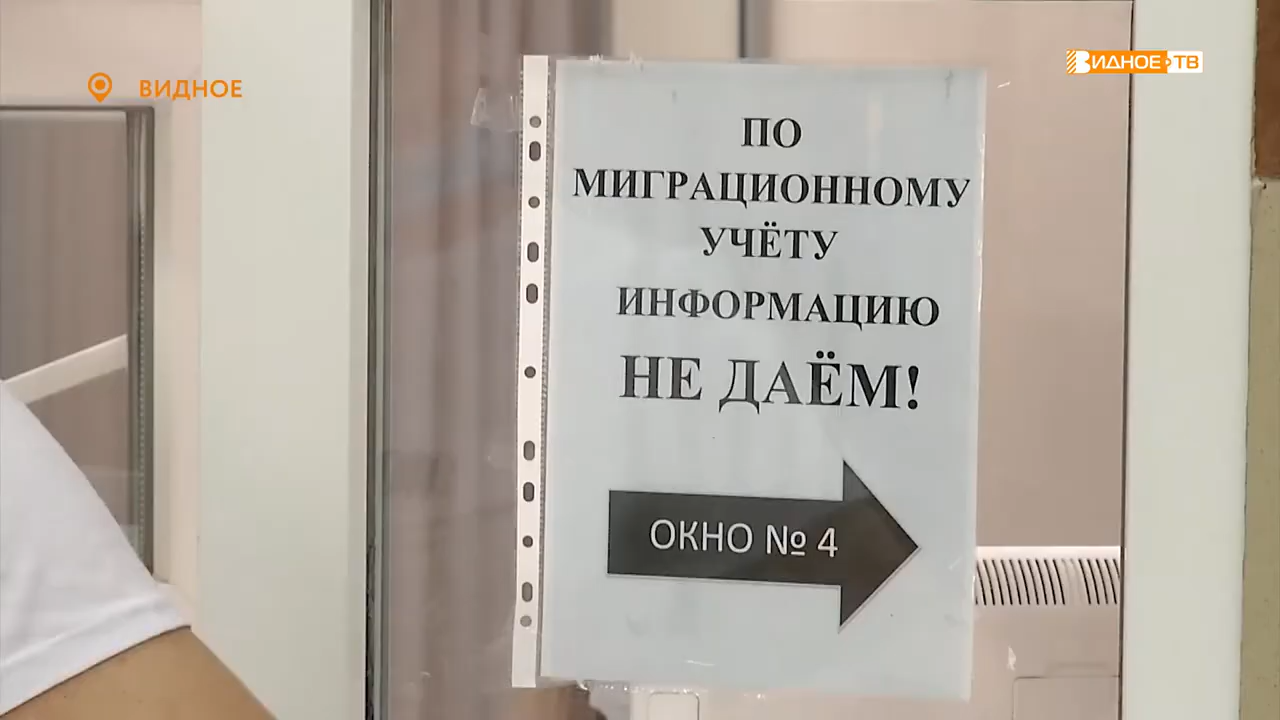 ВИДНОЕ
ВИДНОЕ ТВ
ПО
МИГРАЦИОННОМУ
УЧЁТУ
ИНФОРМАЦИЮ
НЕ ДАЁМ!
ОКНО № 4